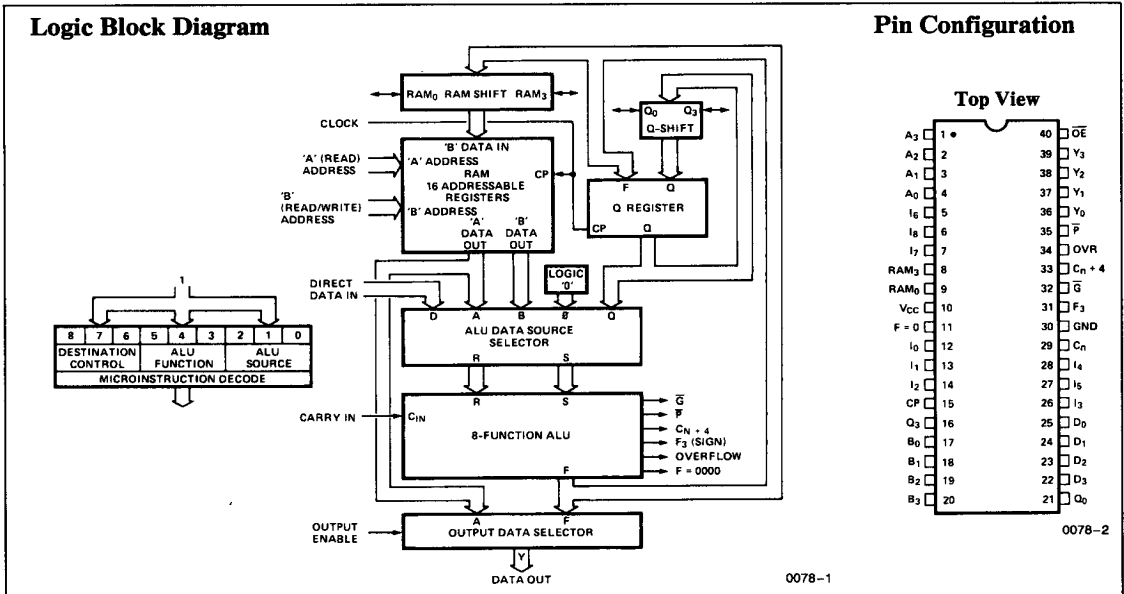 Logic Block Diagram
RAM₀ RAM SHIFT RAM₃
Q₀ Q₃
Q-SHIFT
CLOCK
'B' DATA IN
'A' (READ)
ADDRESS
'A' ADDRESS
RAM
16 ADDRESSABLE
REGISTERS
CP
'B'
(READ/WRITE)
ADDRESS
'B' ADDRESS
'A'
DATA
OUT
'B'
DATA
OUT
F Q
Q REGISTER
CP Q
DIRECT
DATA IN
LOGIC
'0'
D A B Ø Q
ALU DATA SOURCE
SELECTOR
R S
1
8 7 6 5 4 3 2 1 0
DESTINATION
CONTROL
ALU
FUNCTION
ALU
SOURCE
MICROINSTRUCTION DECODE
R S
CARRY IN
C_IN
8-FUNCTION ALU
F
G̅
P̅
C_N + 4
F₃ (SIGN)
OVERFLOW
F = 0000
A F
OUTPUT
ENABLE
OUTPUT DATA SELECTOR
Y
DATA OUT
0078-1
Pin Configuration
Top View
A₃ 1 40 O̅E̅
A₂ 2 39 Y₃
A₁ 3 38 Y₂
A₀ 4 37 Y₁
I₆ 5 36 Y₀
I₈ 6 35 P̅
I₇ 7 34 OVR
RAM₃ 8 33 Cₙ + 4
RAM₀ 9 32 G̅
V_CC 10 31 F₃
F = 0 11 30 GND
I₀ 12 29 Cₙ
I₁ 13 28 I₄
I₂ 14 27 I₅
CP 15 26 I₃
Q₃ 16 25 D₀
B₀ 17 24 D₁
B₁ 18 23 D₂
B₂ 19 22 D₃
B₃ 20 21 Q₀
0078-2